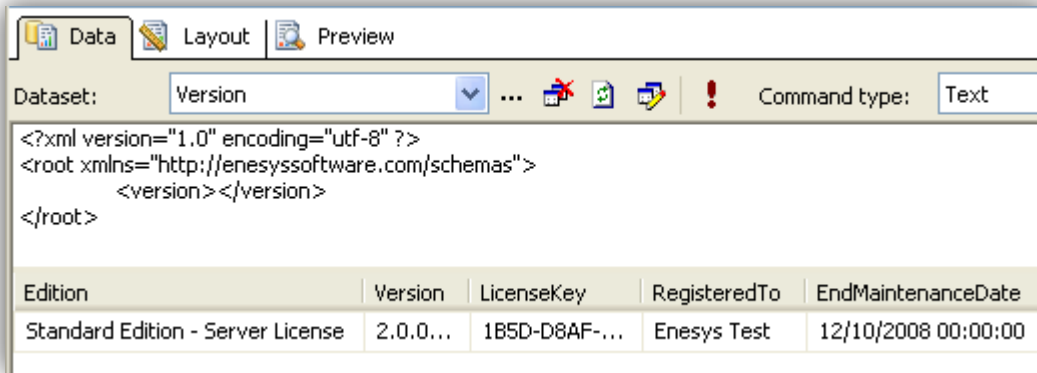 Data Layout Preview
Dataset: Version ... Command type: Text
<?xml version="1.0" encoding="utf-8" ?>
<root xmlns="http://enesyssoftware.com/schemas">
<version></version>
</root>
Edition Version LicenseKey RegisteredTo EndMaintenanceDate
Standard Edition - Server License 2.0.0... 1B5D-D8AF-... Enesys Test 12/10/2008 00:00:00